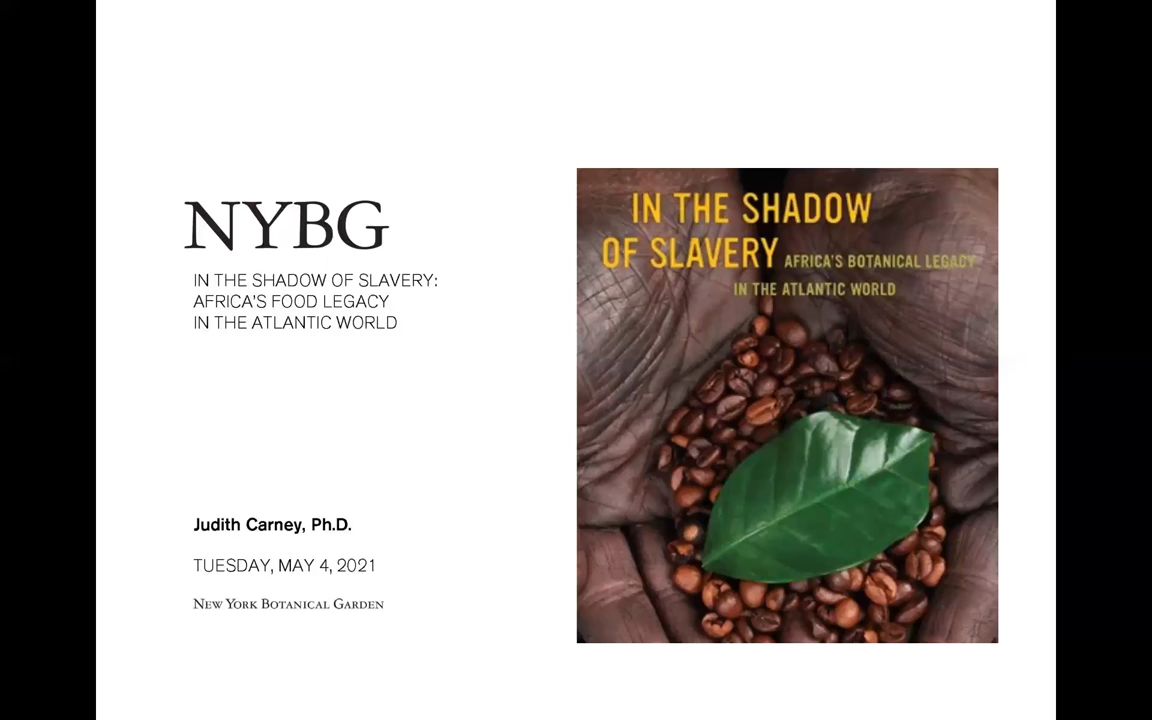 NYBG
IN THE SHADOW OF SLAVERY:
AFRICA'S FOOD LEGACY
IN THE ATLANTIC WORLD
Judith Carney, Ph.D.
TUESDAY, MAY 4, 2021
NEW YORK BOTANICAL GARDEN
IN THE SHADOW
OF SLAVERY AFRICA'S BOTANICAL LEGACY
IN THE ATLANTIC WORLD